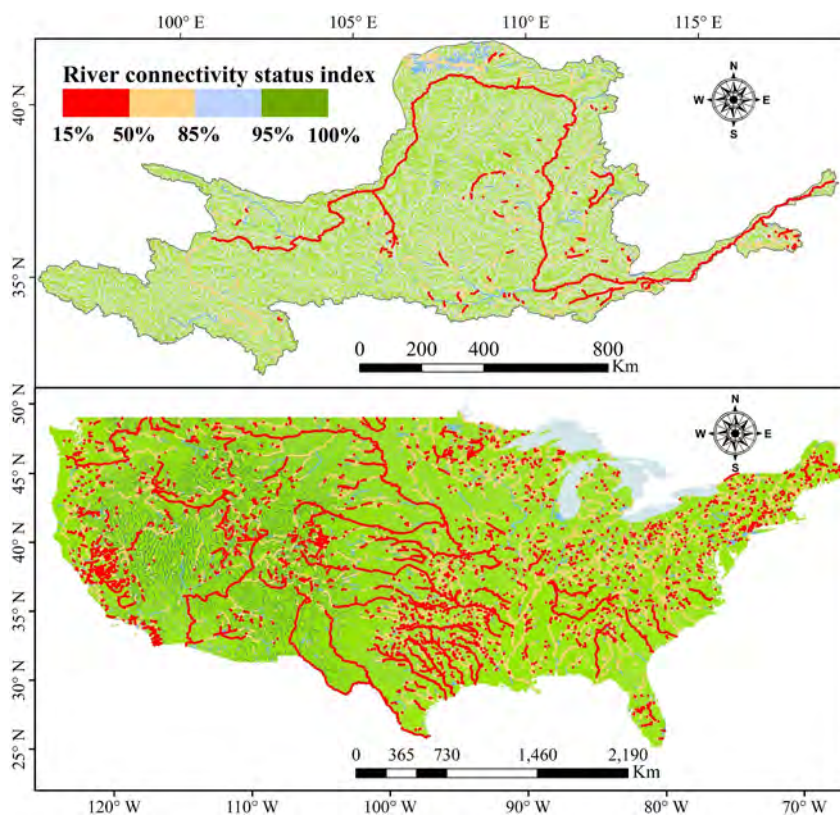 100° E 105° E 110° E 115° E
River connectivity status index
15% 50% 85% 95% 100%
N
W E
S
40° N
35° N
0 200 400 800
Km
50° N
45° N
40° N
35° N
30° N
25° N
N
W E
S
0 365 730 1,460 2,190
Km
120° W 110° W 100° W 90° W 80° W 70° W